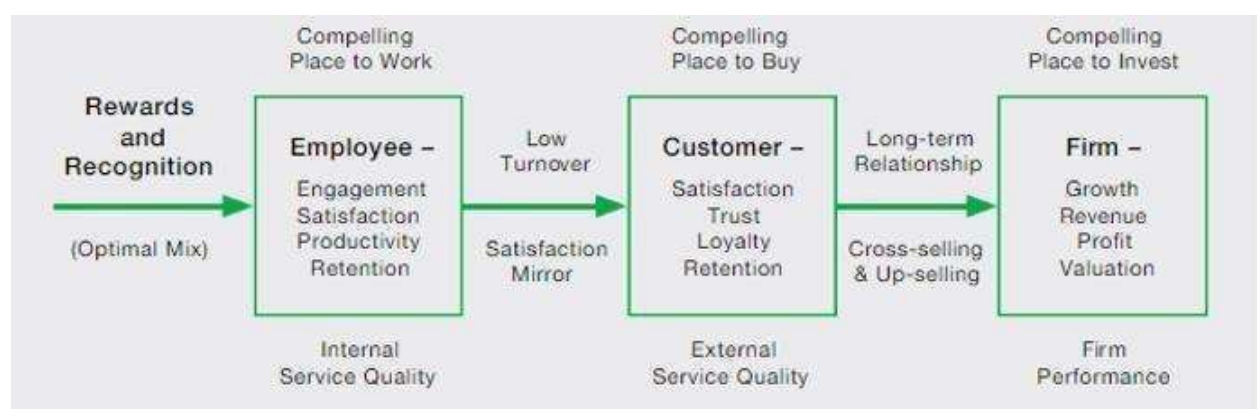 Compelling
Place to Work
Compelling
Place to Buy
Compelling
Place to Invest
Rewards
and
Recognition
(Optimal Mix)
Employee –
Engagement
Satisfaction
Productivity
Retention
Low
Turnover
Satisfaction
Mirror
Customer –
Satisfaction
Trust
Loyalty
Retention
Long-term
Relationship
Cross-selling
& Up-selling
Firm –
Growth
Revenue
Profit
Valuation
Internal
Service Quality
External
Service Quality
Firm
Performance